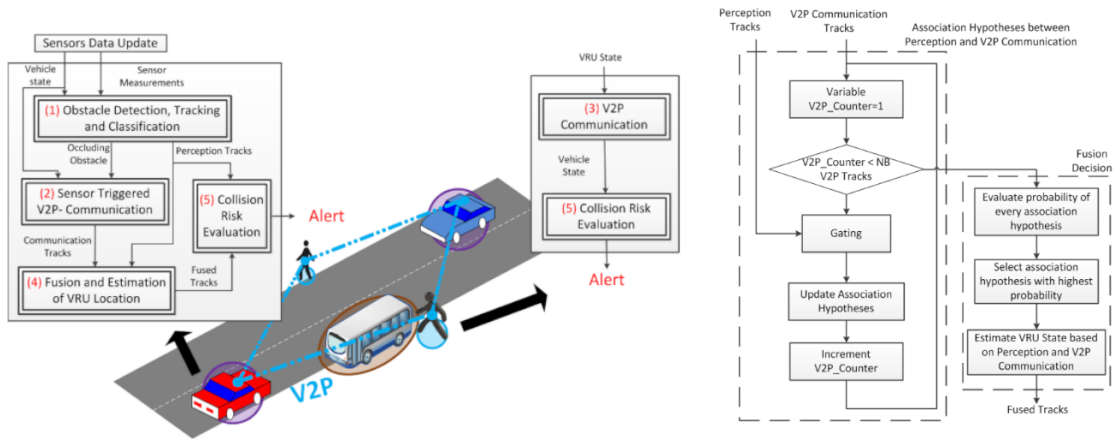 Sensors Data Update
Vehicle
state
Sensor
Measurements
(1) Obstacle Detection, Tracking
and Classification
Occluding
Obstacle
Perception Tracks
(2) Sensor Triggered
V2P- Communication
(5) Collision
Risk
Evaluation
Alert
Communication
Tracks
Fused
Tracks
(4) Fusion and Estimation
of VRU Location
V2P
VRU State
(3) V2P
Communication
Vehicle
State
(5) Collision Risk
Evaluation
Alert
Perception
Tracks
V2P Communication
Tracks
Association Hypotheses between
Perception and V2P Communication
Variable
V2P_Counter=1
V2P_Counter < NB
V2P Tracks
Gating
Update Association
Hypotheses
Increment
V2P_Counter
Fusion
Decision
Evaluate probability of
every association
hypothesis
Select association
hypothesis with highest
probability
Estimate VRU State based
on Perception and V2P
Communication
Fused Tracks